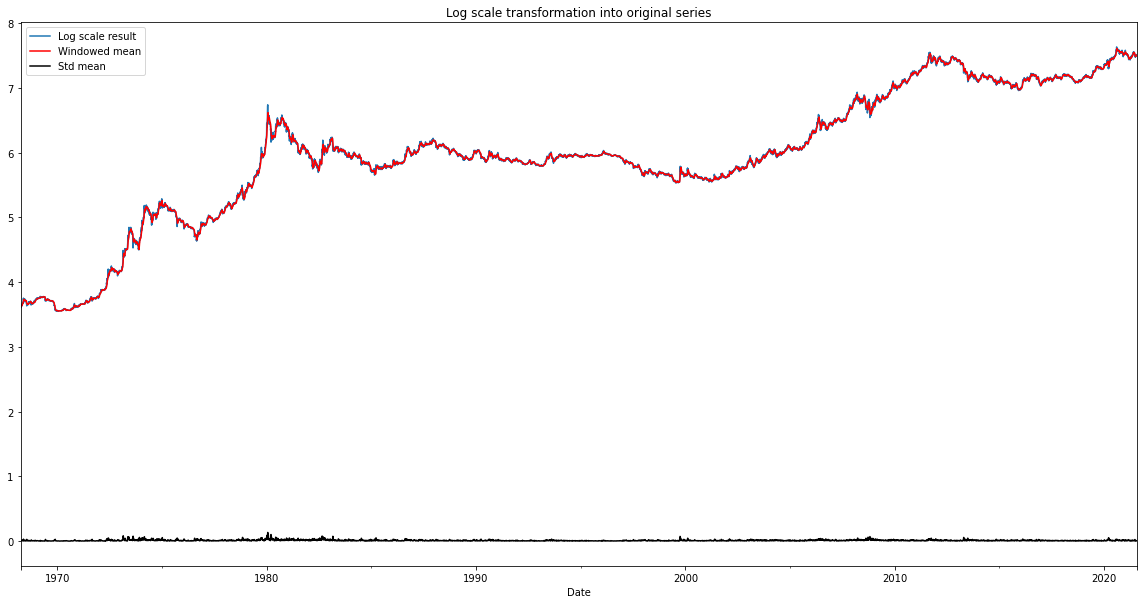 Log scale transformation into original series
Log scale result
Windowed mean
Std mean
8
7
6
5
4
3
2
1
0
1970 1980 1990 2000 2010 2020
Date